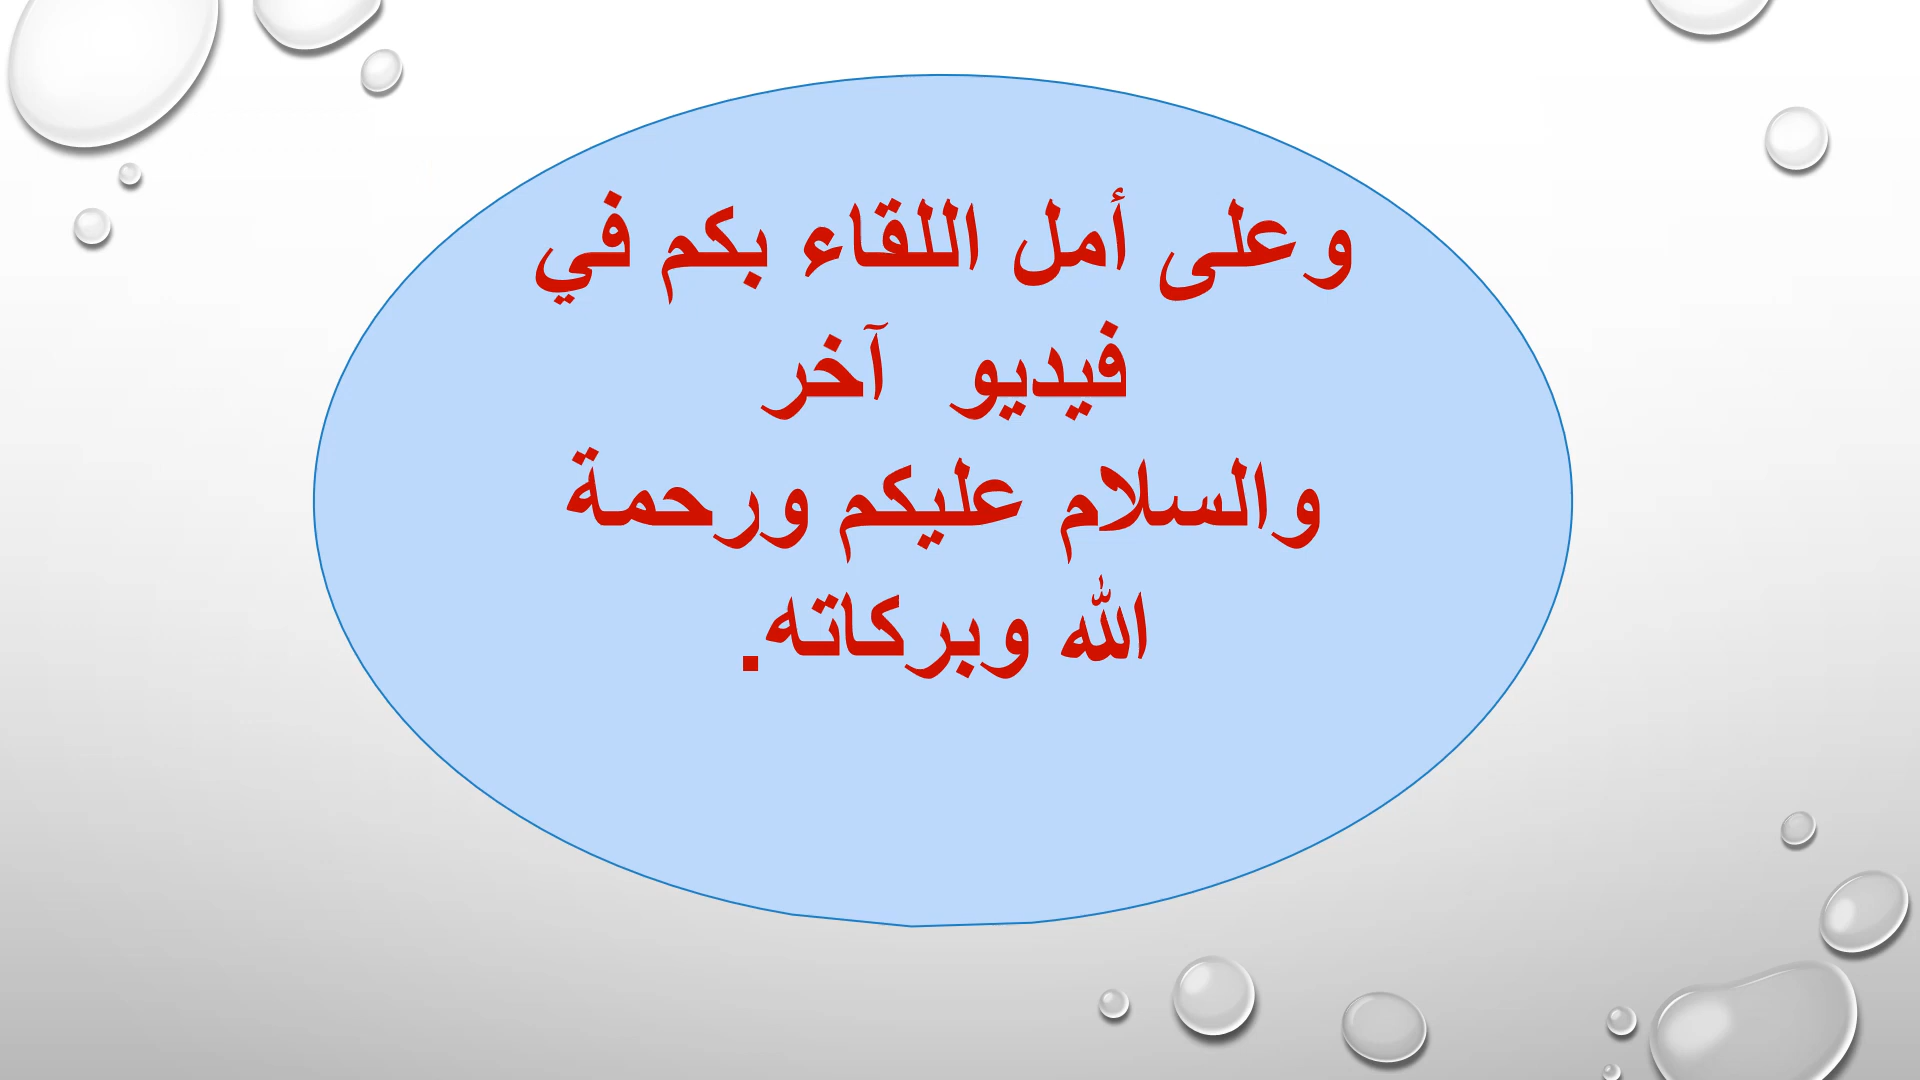 وعلى أمل اللقاء بكم في
فيديو آخر
والسلام عليكم ورحمة
الله وبركاته.